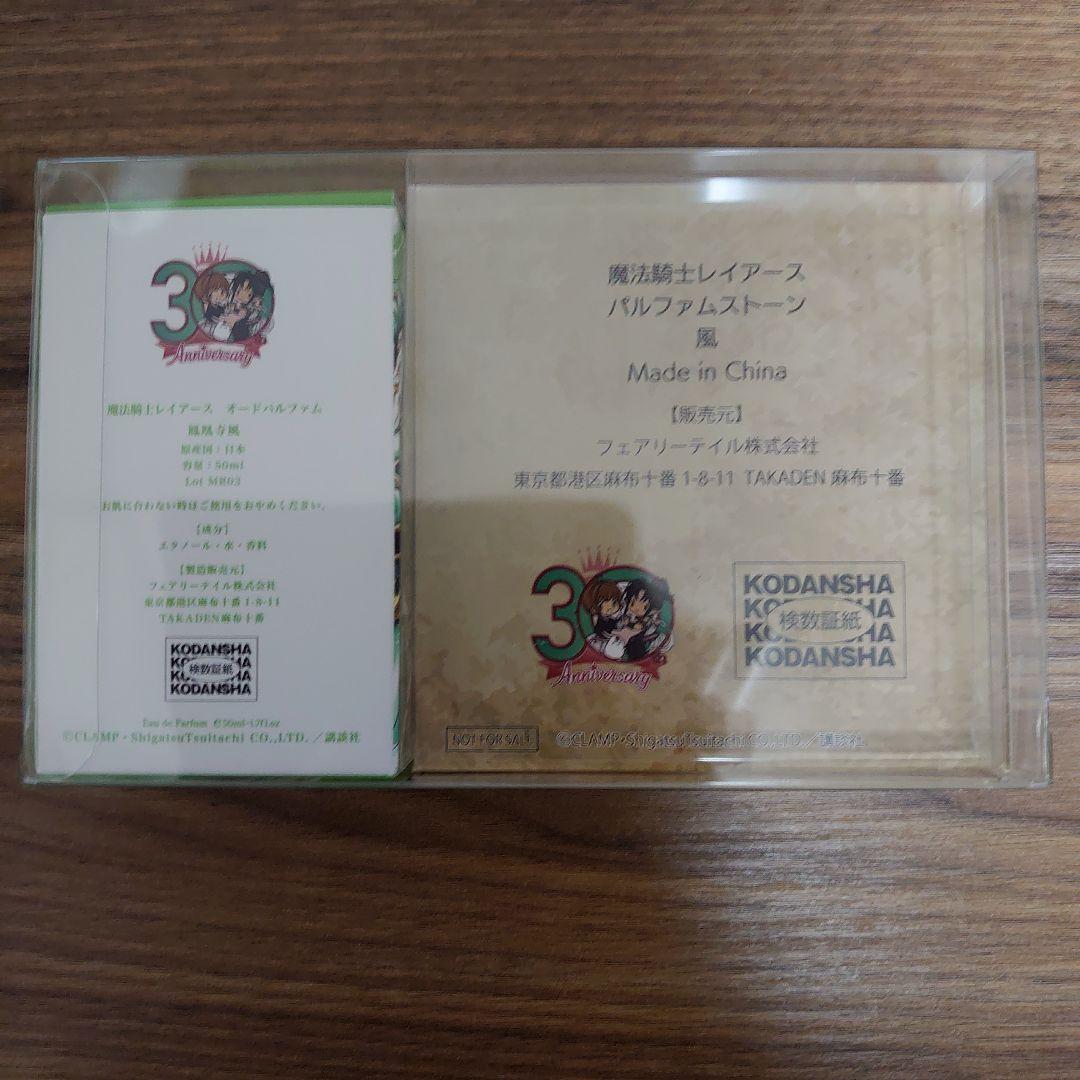 30
Anniversary
魔法騎士レイアース　オードパルファム
鳳凰寺風
原産国：日本
容量：50ml
Lot MR03
お肌に合わない時はご使用をおやめください。
【成分】
エタノール・水・香料
【製造販売元】
フェアリーテイル株式会社
東京都港区麻布十番1-8-11
TAKADEN麻布十番
KODANSHA
検数証紙
KODANSHA
Eau de Parfum ℮50ml-1.7fl.oz
©CLAMP・ShigatsuTsuitachi CO.,LTD.／講談社
魔法騎士レイアース
パルファムストーン
風
Made in China
【販売元】
フェアリーテイル株式会社
東京都港区麻布十番 1-8-11 TAKADEN 麻布十番
30
Anniversary
KODANSHA
検数証紙
KODANSHA
NOT FOR SALE
©CLAMP・ShigatsuTsuitachi CO.,LTD.／講談社